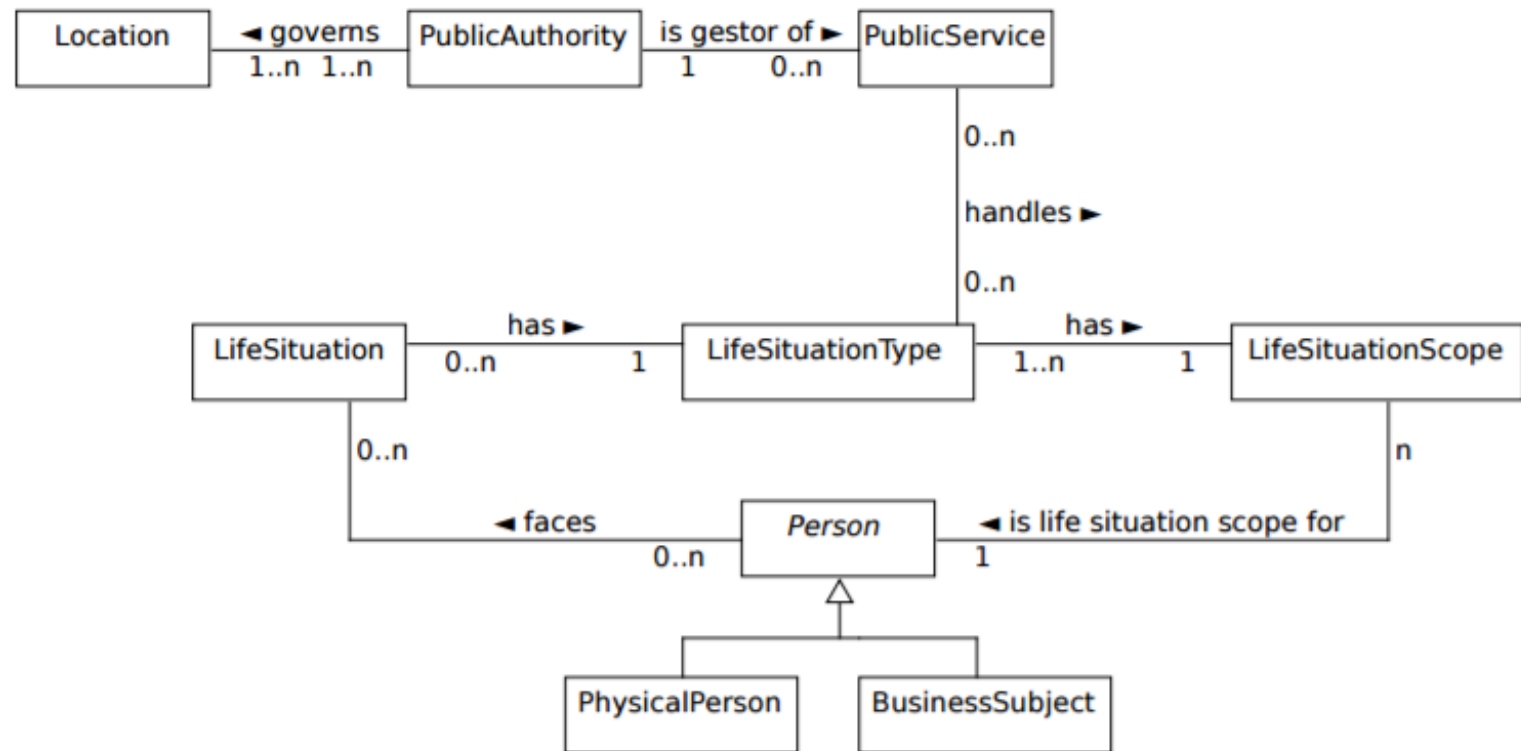 Location
◄ governs
PublicAuthority
is gestor of ►
PublicService
1..n 1..n
1
0..n
0..n
handles ►
0..n
LifeSituation
has ►
LifeSituationType
has ►
LifeSituationScope
0..n
1
1..n
1
0..n
n
◄ faces
Person
◄ is life situation scope for
0..n
1
PhysicalPerson
BusinessSubject